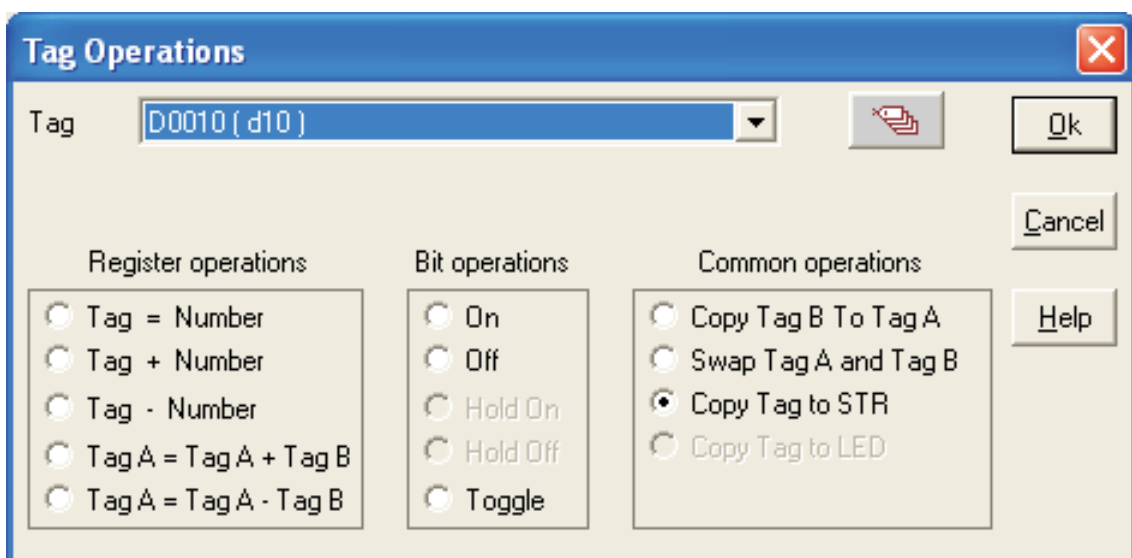 Tag Operations
Tag D0010 ( d10 ) Ok
Cancel
Register operations Bit operations Common operations
Tag = Number On Copy Tag B To Tag A Help
Tag + Number Off Swap Tag A and Tag B
Tag - Number Hold On Copy Tag to STR
Tag A = Tag A + Tag B Hold Off Copy Tag to LED
Tag A = Tag A - Tag B Toggle